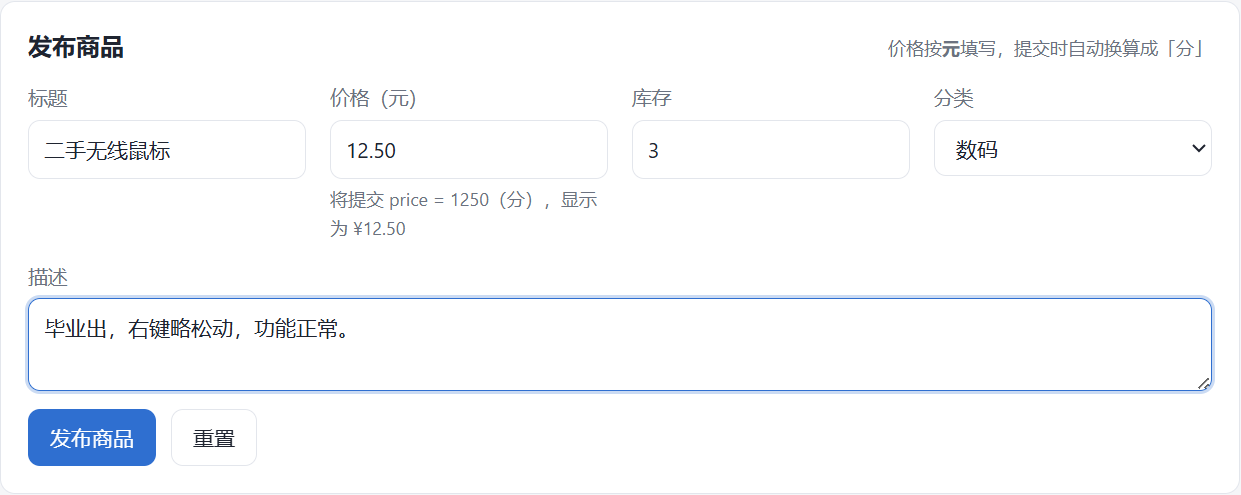 发布商品
价格按元填写，提交时自动换算成「分」
标题
价格（元）
库存
分类
二手无线鼠标
12.50
3
数码
将提交 price = 1250（分），显示
为 ¥12.50
描述
毕业出，右键略松动，功能正常。
发布商品
重置